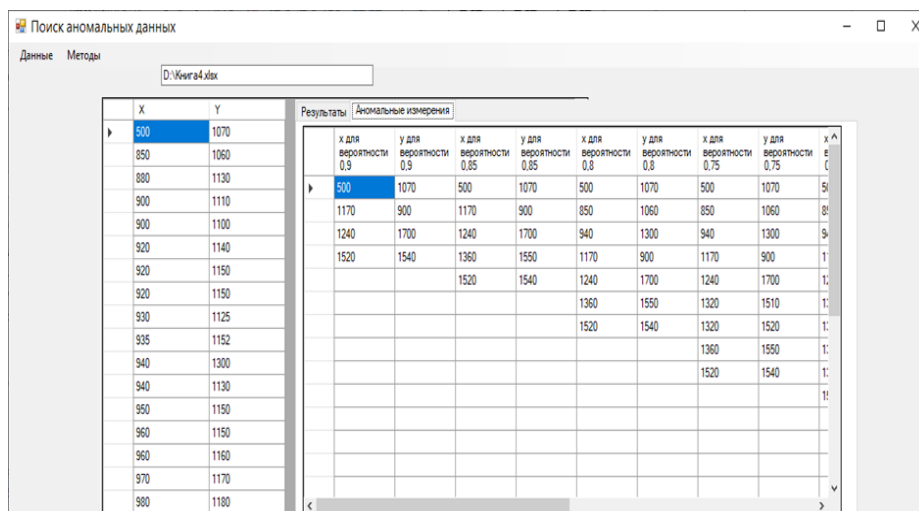 Поиск аномальных данных
Данные Методы
D:\Книга4.xlsx
X Y
500 1070
850 1060
880 1130
900 1110
900 1100
920 1140
920 1150
920 1150
930 1125
935 1152
940 1300
940 1130
950 1150
960 1150
960 1160
970 1170
980 1180
Результаты Аномальные измерения
x для вероятности 0,9 y для вероятности 0,9 x для вероятности 0,85 y для вероятности 0,85 x для вероятности 0,8 y для вероятности 0,8 x для вероятности 0,75 y для вероятности 0,75
500 1070 500 1070 500 1070 500 1070
1170 900 1170 900 850 1060 850 1060
1240 1700 1240 1700 940 1300 940 1300
1520 1540 1360 1550 1170 900 1170 900
1520 1540 1240 1700 1240 1700
1360 1550 1320 1510
1520 1540 1320 1520
1360 1550
1520 1540